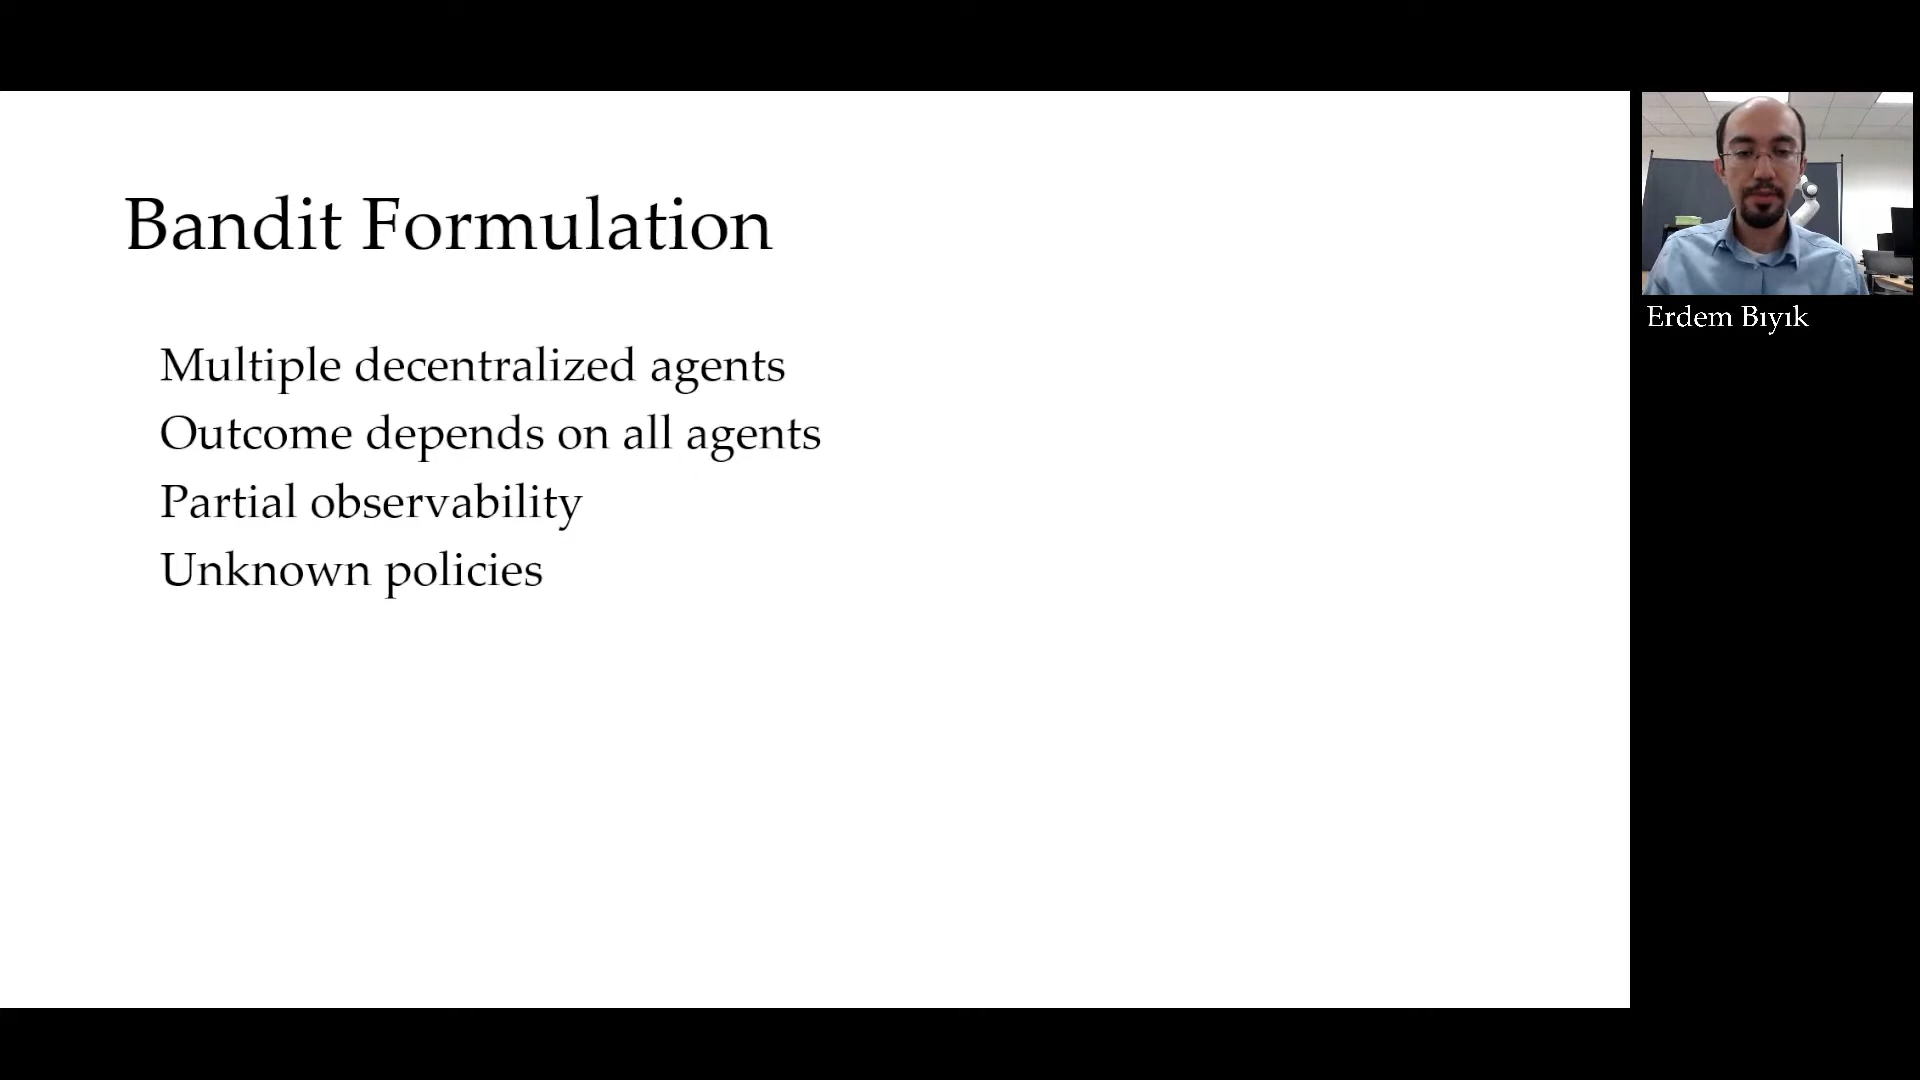 Bandit Formulation
Multiple decentralized agents
Outcome depends on all agents
Partial observability
Unknown policies
Erdem Bıyık